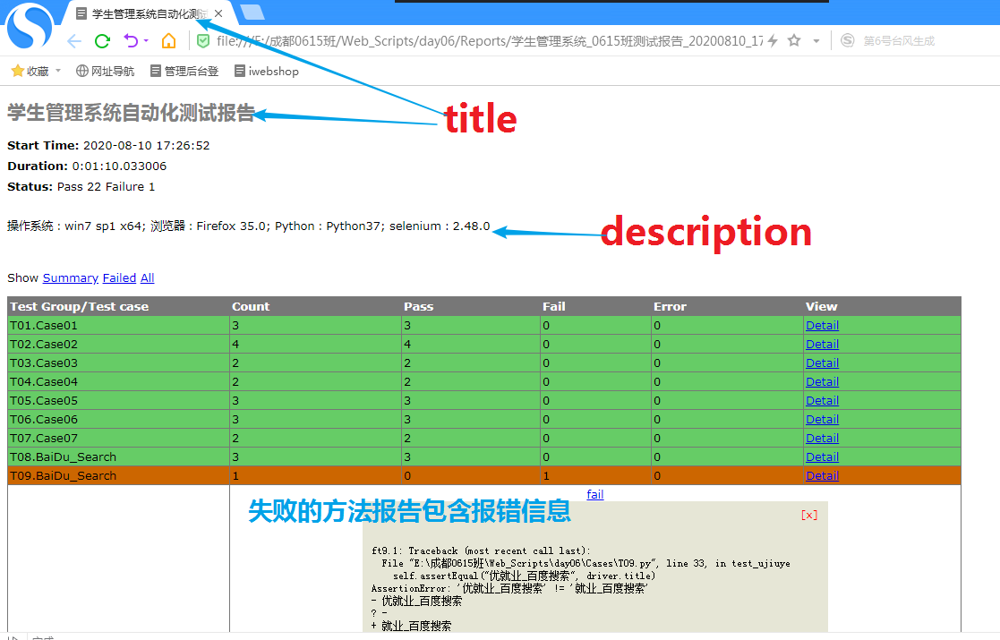 学生管理系统自动化测试
file:///E:/成都0615班/Web_Scripts/day06/Reports/学生管理系统_0615班测试报告_20200810_17
第6号台风生成
收藏 网址导航 管理后台登 iwebshop
学生管理系统自动化测试报告
title
Start Time: 2020-08-10 17:26:52
Duration: 0:01:10.033006
Status: Pass 22 Failure 1
操作系统 : win7 sp1 x64; 浏览器 : Firefox 35.0; Python : Python37; selenium : 2.48.0
description
Show Summary Failed All
Test Group/Test case Count Pass Fail Error View
T01.Case01 3 3 0 0 Detail
T02.Case02 4 4 0 0 Detail
T03.Case03 2 2 0 0 Detail
T04.Case04 2 2 0 0 Detail
T05.Case05 3 3 0 0 Detail
T06.Case06 3 3 0 0 Detail
T07.Case07 2 2 0 0 Detail
T08.BaiDu_Search 3 3 0 0 Detail
T09.BaiDu_Search 1 0 1 0 Detail
fail
失败的方法报告包含报错信息
[x]
ft9.1: Traceback (most recent call last):
File "E:\成都0615班\Web_Scripts\day06\Cases\T09.py", line 33, in test_ujiuye
self.assertEqual("优就业_百度搜索", driver.title)
AssertionError: '优就业_百度搜索' != '就业_百度搜索'
- 优就业_百度搜索
? -
+ 就业_百度搜索